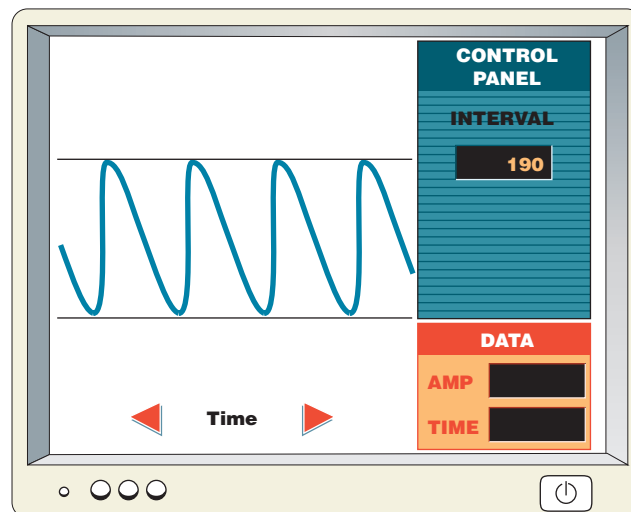 CONTROL
PANEL
INTERVAL
190
DATA
AMP
TIME
Time